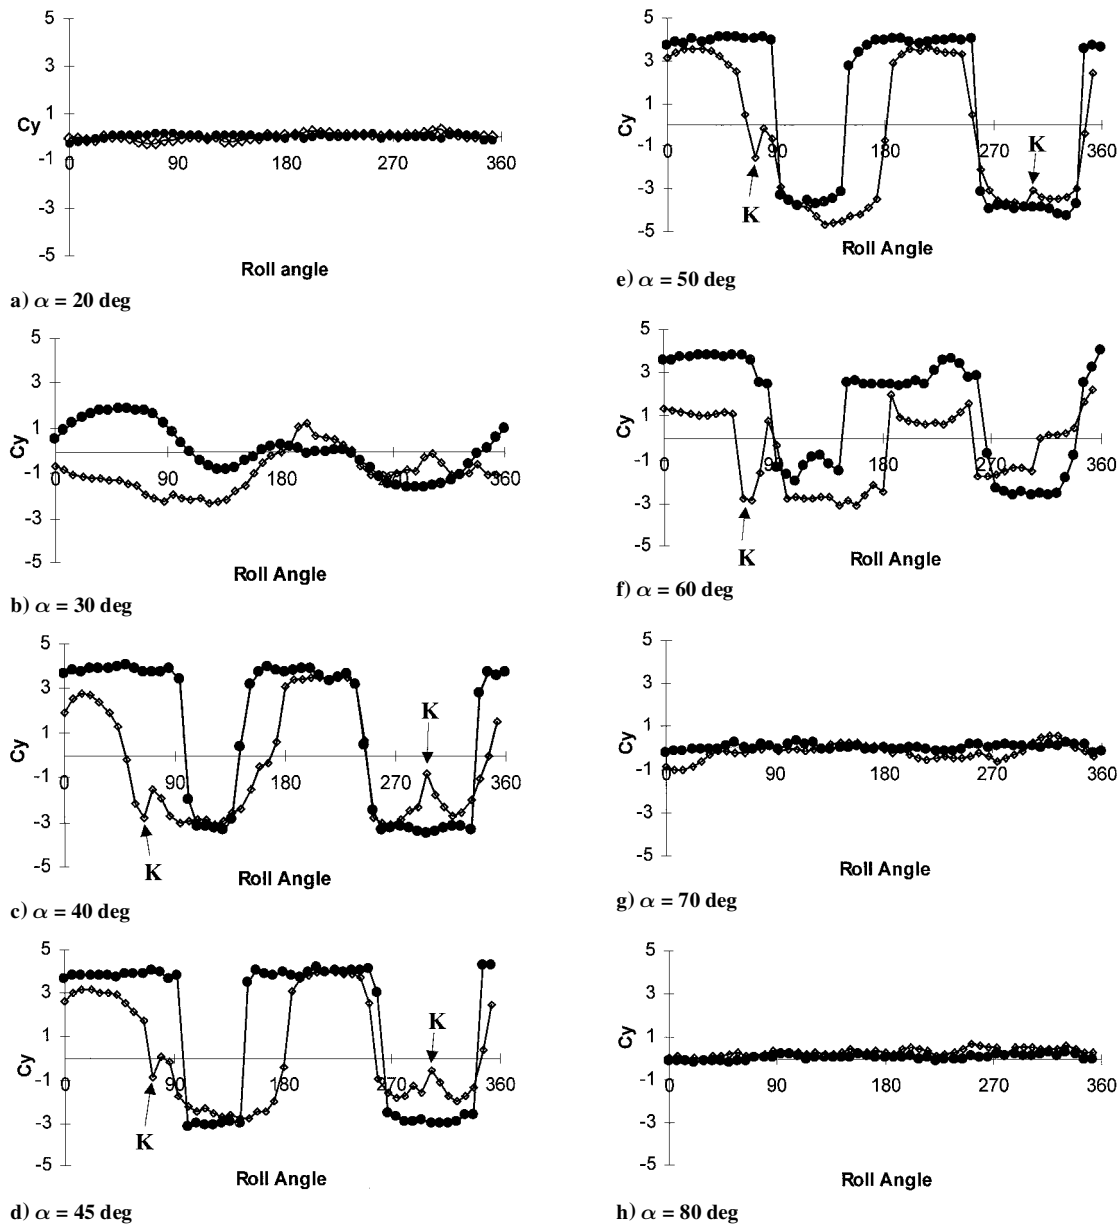 5
3
1
Cy
-1
-3
-5
0 90 180 270 360
Roll angle
a) α = 20 deg
5
3
1
Cy
-1
-3
-5
0 90 180 270 360
Roll Angle
b) α = 30 deg
5
3
1
Cy
-1
-3
-5
0 90 180 270 360
K
K
Roll Angle
c) α = 40 deg
5
3
1
Cy
-1
-3
-5
0 90 180 270 360
K
K
Roll Angle
d) α = 45 deg
5
3
1
Cy
-1
-3
-5
0 90 180 270 360
K
K
Roll Angle
e) α = 50 deg
5
3
1
Cy
-1
-3
-5
0 90 180 270 360
K
Roll Angle
f) α = 60 deg
5
3
1
Cy
-1
-3
-5
0 90 180 270 360
Roll Angle
g) α = 70 deg
5
3
1
Cy
-1
-3
-5
0 90 180 270 360
Roll Angle
h) α = 80 deg